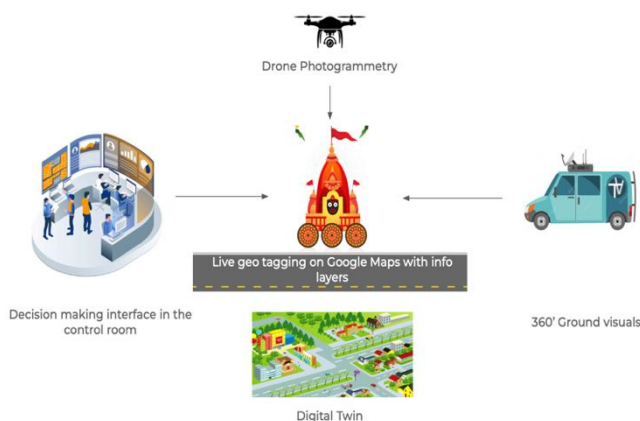 Drone Photogrammetry
Live geo tagging on Google Maps with info
layers
Decision making interface in the
control room
360' Ground visuals
Digital Twin